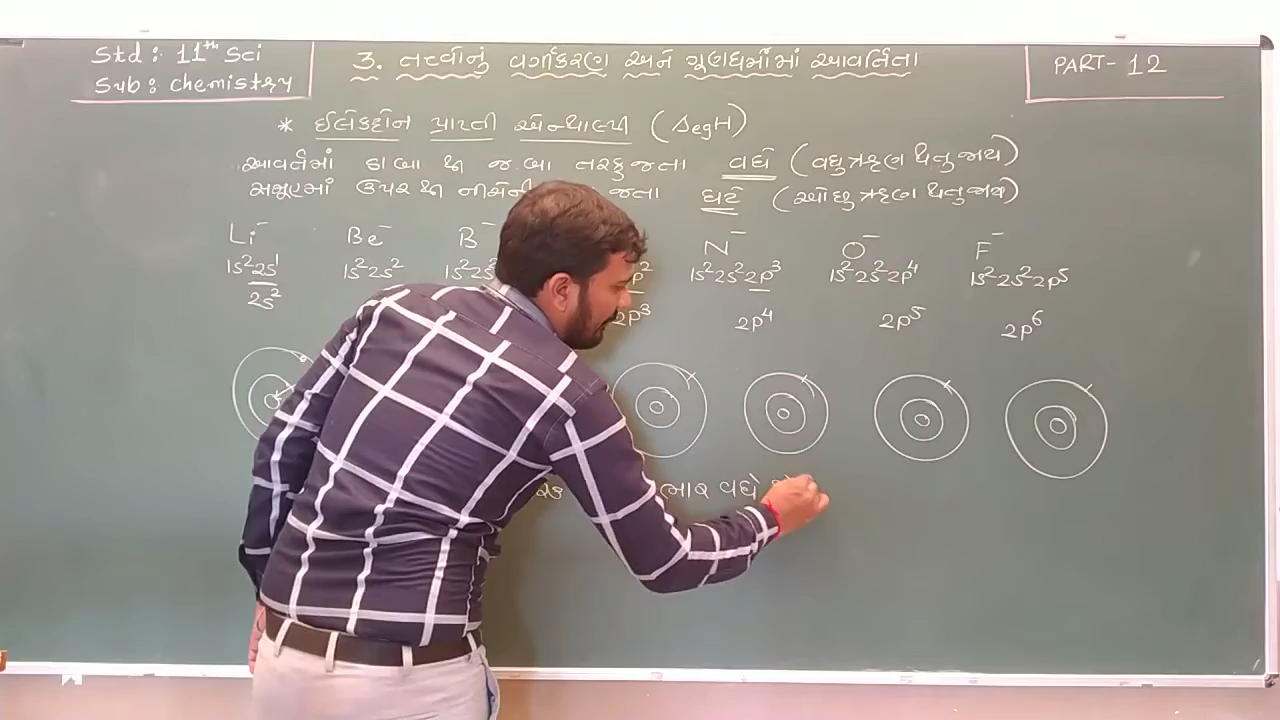 Std : 11th Sci
Sub : chemistry
3. તત્ત્વોનું વર્ગીકરણ અને ગુણધર્મોમાં આવર્તિતા
PART - 12
* ઈલેક્ટ્રોન પ્રાપ્તી એન્થાલ્પી (ΔegH)
આવર્તમાં ડા બા થી જ.બા તરફ જતા વધે (વધુ ઋણ થતુ જાય)
સમૂહમાં ઉપર થી નીચેની જતા ઘટે (ઓછુ ઋણ થતુ જાય)
Li⁻ Be⁻ B⁻ N⁻ O⁻ F⁻
1s²2s¹ 1s²2s² 1s²2s² p² 1s²2s²2p³ 1s²2s²2p⁴ 1s²2s²2p⁵
2s² 2p³ 2p⁴ 2p⁵ 2p⁶
ભાર વધે